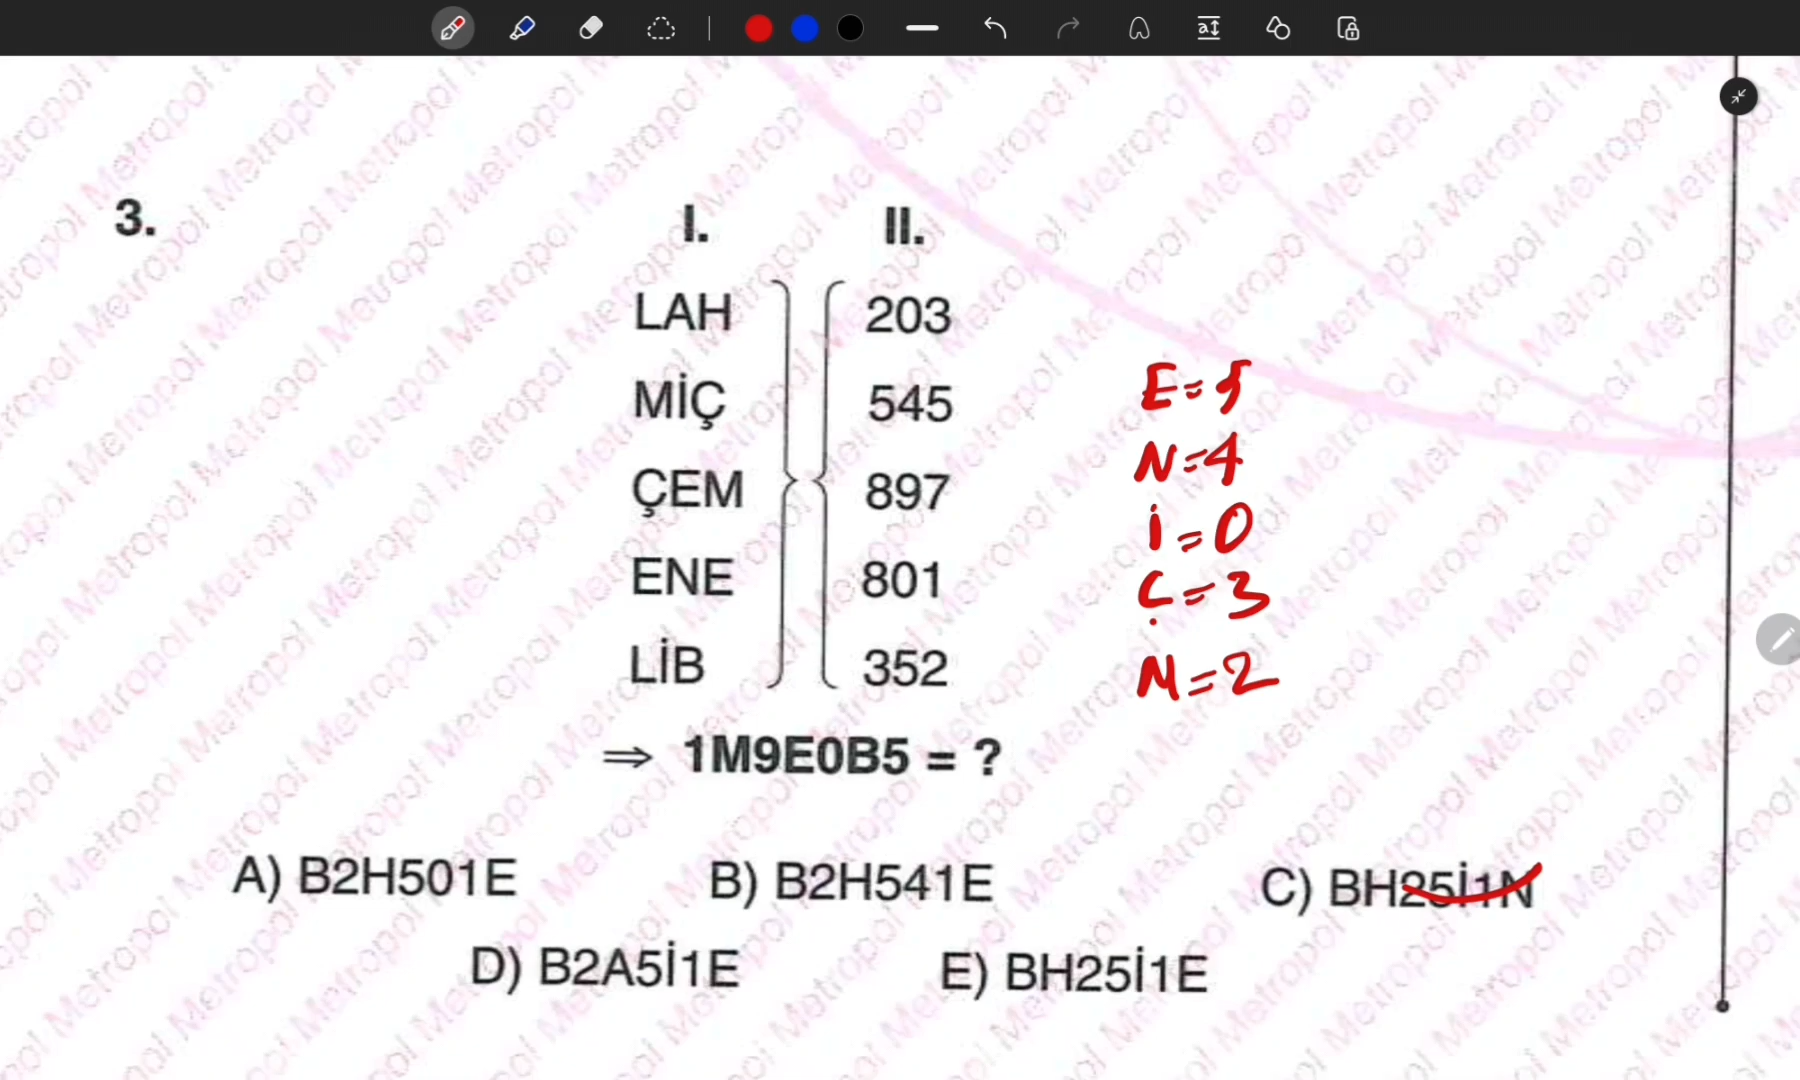 3.
I. II.
LAH 203
MİÇ 545
ÇEM 897
ENE 801
LİB 352
⇒ 1M9E0B5 = ?
E=5
N=4
İ=0
Ç=3
M=2
A) B2H501E B) B2H541E C) BH25İ1N
D) B2A5İ1E E) BH25İ1E
Metropol